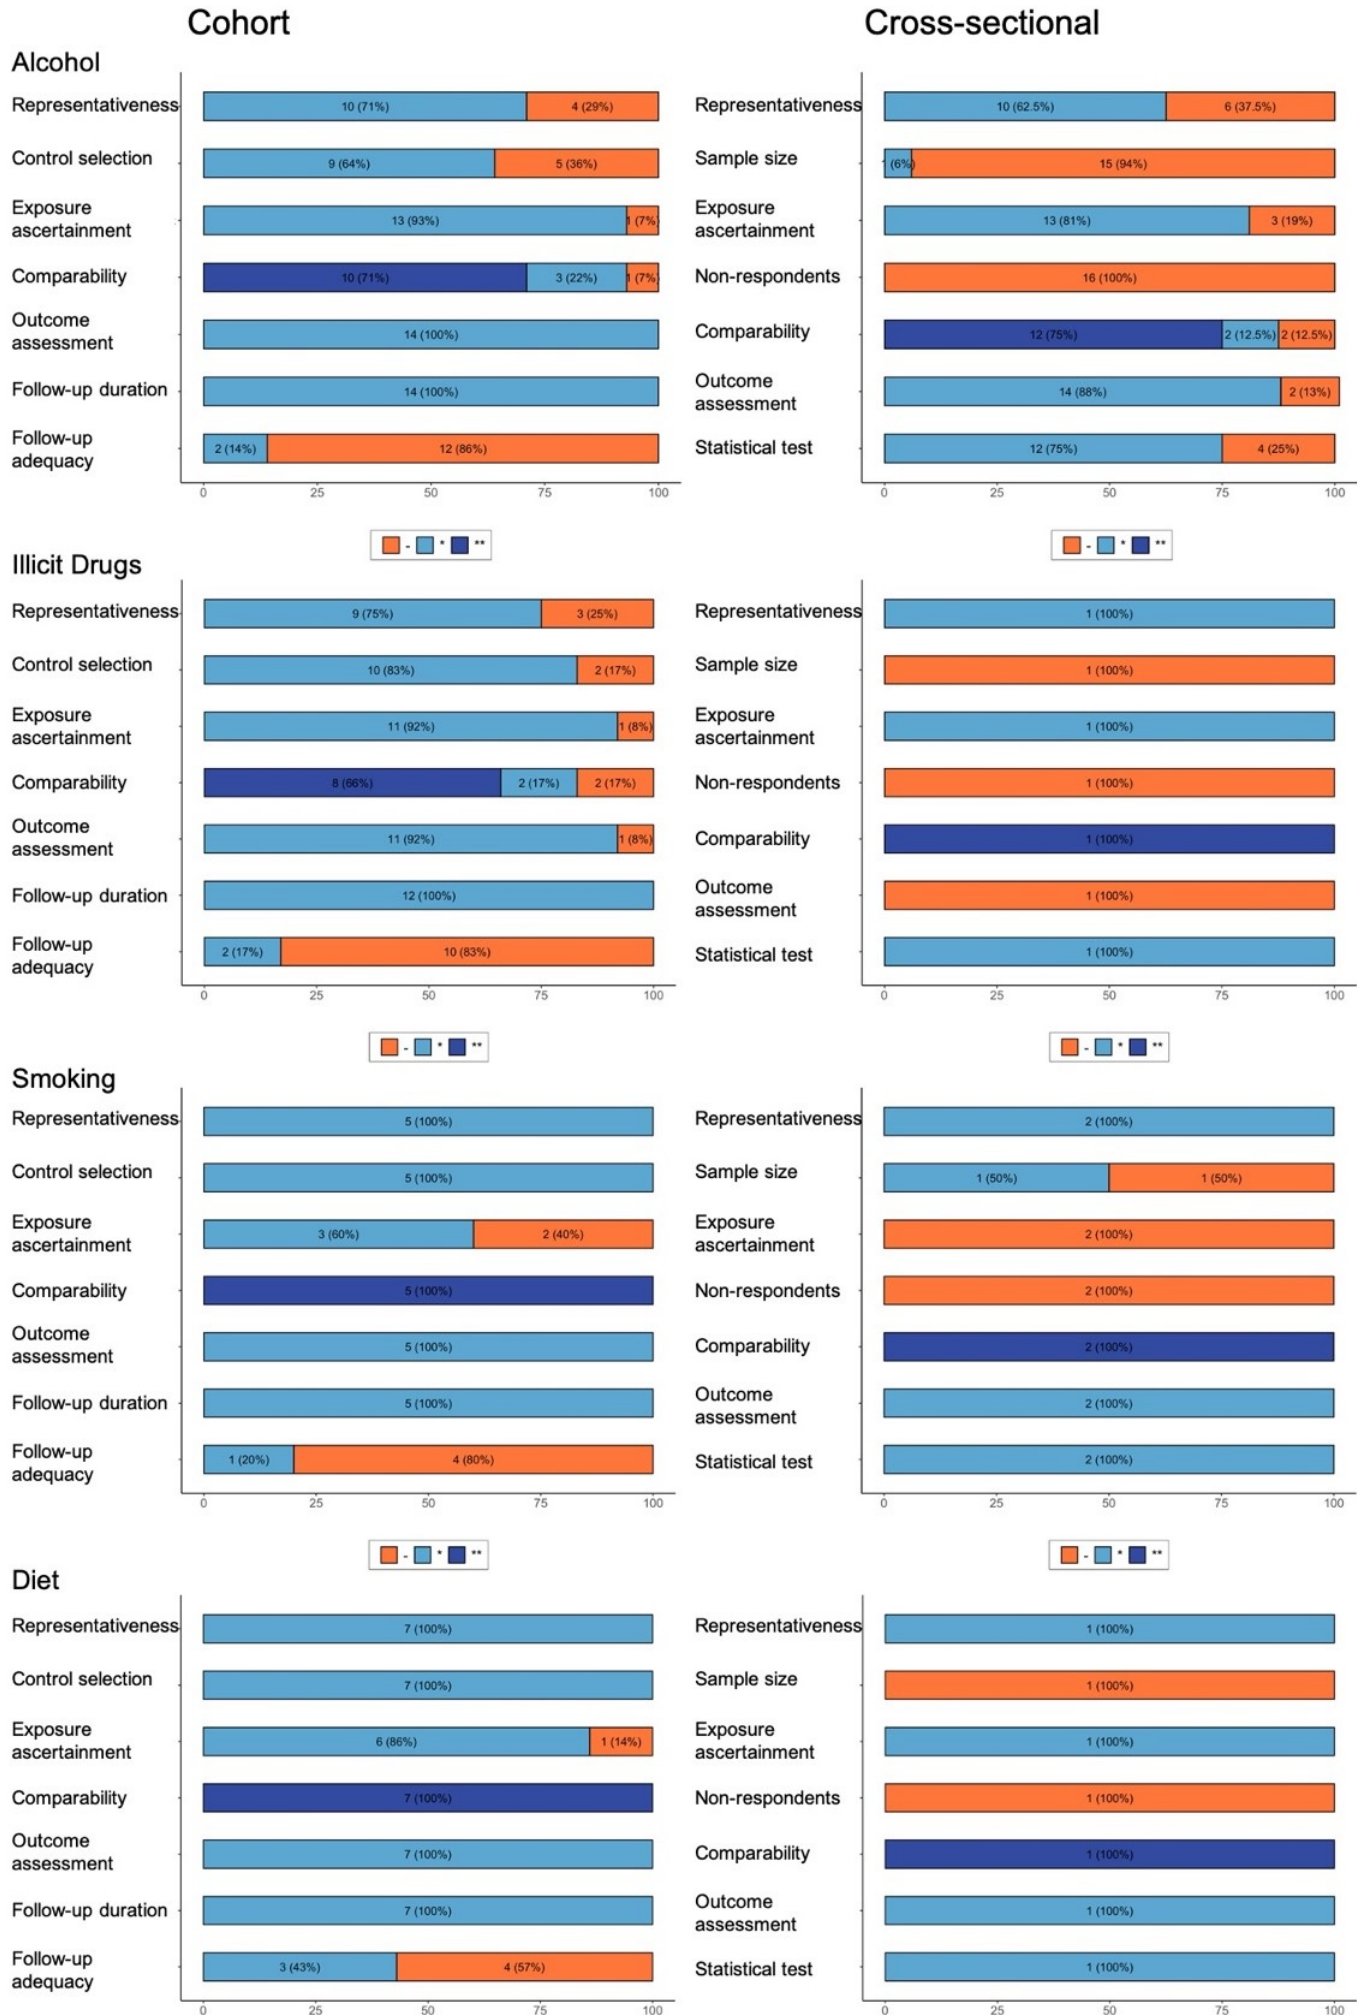 Cohort
Cross-sectional
Alcohol
Representativeness 10 (71%) 4 (29%)
Control selection 9 (64%) 5 (36%)
Exposure
ascertainment 13 (93%) 1 (7%)
Comparability 10 (71%) 3 (22%) 1 (7%)
Outcome
assessment 14 (100%)
Follow-up duration 14 (100%)
Follow-up
adequacy 2 (14%) 12 (86%)
0 25 50 75 100
- * **
Representativeness 10 (62.5%) 6 (37.5%)
Sample size (6%) 15 (94%)
Exposure
ascertainment 13 (81%) 3 (19%)
Non-respondents 16 (100%)
Comparability 12 (75%) 2 (12.5%) 2 (12.5%)
Outcome
assessment 14 (88%) 2 (13%)
Statistical test 12 (75%) 4 (25%)
0 25 50 75 100
- * **
Illicit Drugs
Representativeness 9 (75%) 3 (25%)
Control selection 10 (83%) 2 (17%)
Exposure
ascertainment 11 (92%) 1 (8%)
Comparability 8 (66%) 2 (17%) 2 (17%)
Outcome
assessment 11 (92%) 1 (8%)
Follow-up duration 12 (100%)
Follow-up
adequacy 2 (17%) 10 (83%)
0 25 50 75 100
- * **
Representativeness 1 (100%)
Sample size 1 (100%)
Exposure
ascertainment 1 (100%)
Non-respondents 1 (100%)
Comparability 1 (100%)
Outcome
assessment 1 (100%)
Statistical test 1 (100%)
0 25 50 75 100
- * **
Smoking
Representativeness 5 (100%)
Control selection 5 (100%)
Exposure
ascertainment 3 (60%) 2 (40%)
Comparability 5 (100%)
Outcome
assessment 5 (100%)
Follow-up duration 5 (100%)
Follow-up
adequacy 1 (20%) 4 (80%)
0 25 50 75 100
- * **
Representativeness 2 (100%)
Sample size 1 (50%) 1 (50%)
Exposure
ascertainment 2 (100%)
Non-respondents 2 (100%)
Comparability 2 (100%)
Outcome
assessment 2 (100%)
Statistical test 2 (100%)
0 25 50 75 100
- * **
Diet
Representativeness 7 (100%)
Control selection 7 (100%)
Exposure
ascertainment 6 (86%) 1 (14%)
Comparability 7 (100%)
Outcome
assessment 7 (100%)
Follow-up duration 7 (100%)
Follow-up
adequacy 3 (43%) 4 (57%)
0 25 50 75 100
Representativeness 1 (100%)
Sample size 1 (100%)
Exposure
ascertainment 1 (100%)
Non-respondents 1 (100%)
Comparability 1 (100%)
Outcome
assessment 1 (100%)
Statistical test 1 (100%)
0 25 50 75 100